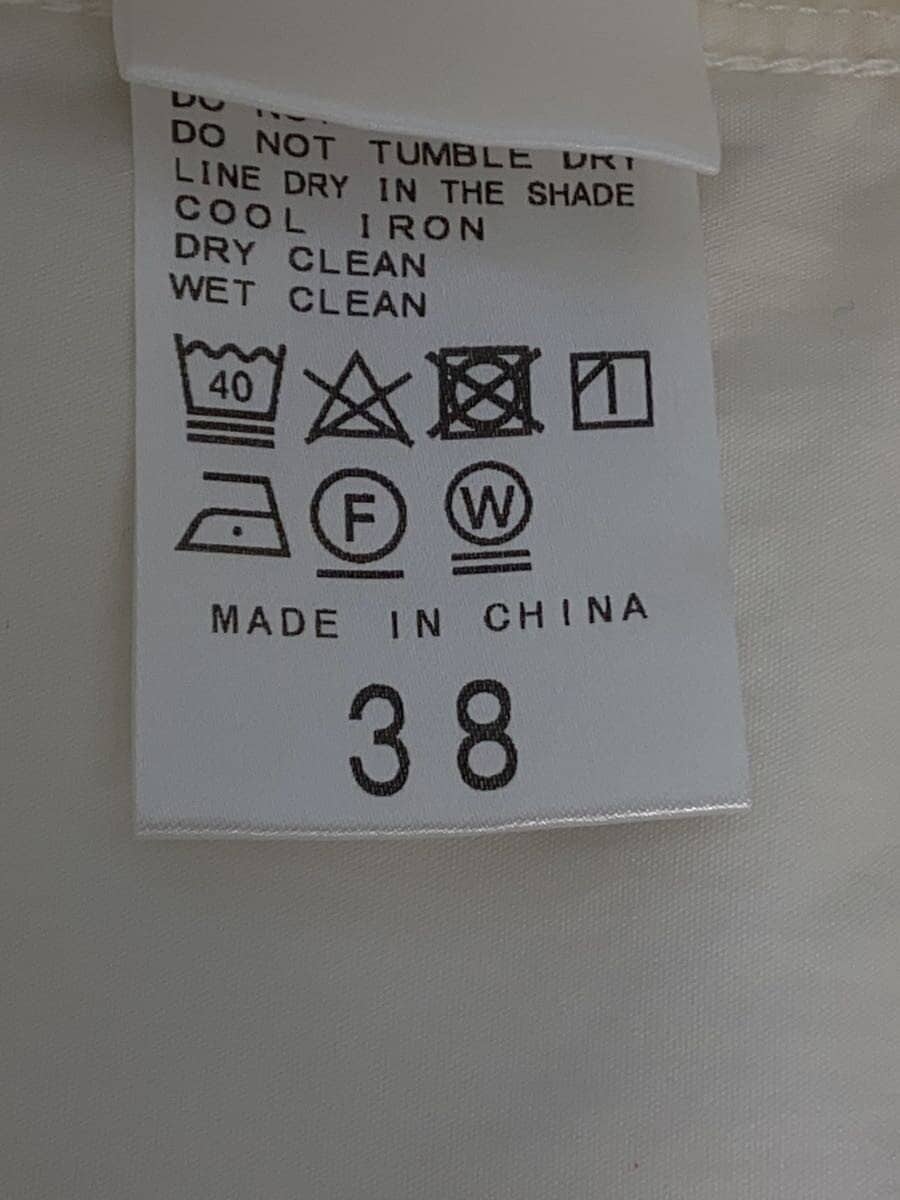 DO NOT TUMBLE DRY
LINE DRY IN THE SHADE
COOL IRON
DRY CLEAN
WET CLEAN
40
F W
MADE IN CHINA
38